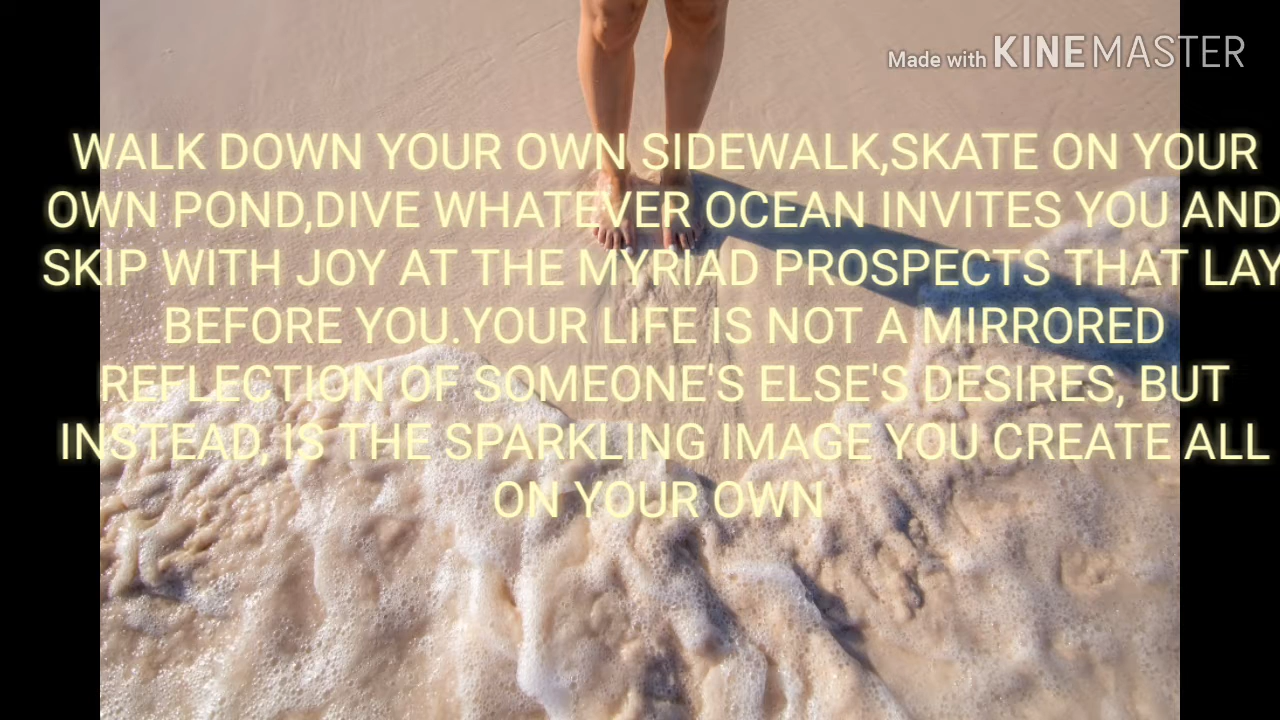 Made with KINEMASTER
WALK DOWN YOUR OWN SIDEWALK,SKATE ON YOUR
OWN POND,DIVE WHATEVER OCEAN INVITES YOU AND
SKIP WITH JOY AT THE MYRIAD PROSPECTS THAT LAY
BEFORE YOU.YOUR LIFE IS NOT A MIRRORED
REFLECTION OF SOMEONE'S ELSE'S DESIRES, BUT
INSTEAD, IS THE SPARKLING IMAGE YOU CREATE ALL
ON YOUR OWN